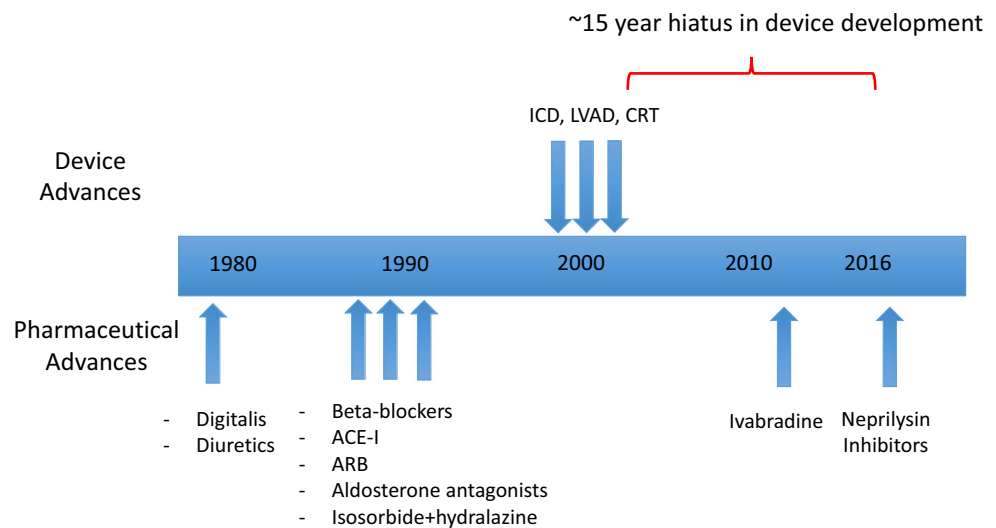 ~15 year hiatus in device development
ICD, LVAD, CRT
Device
Advances
1980 1990 2000 2010 2016
Pharmaceutical
Advances
- Digitalis
- Diuretics
- Beta-blockers
- ACE-I
- ARB
- Aldosterone antagonists
- Isosorbide+hydralazine
Ivabradine
Neprilysin
Inhibitors